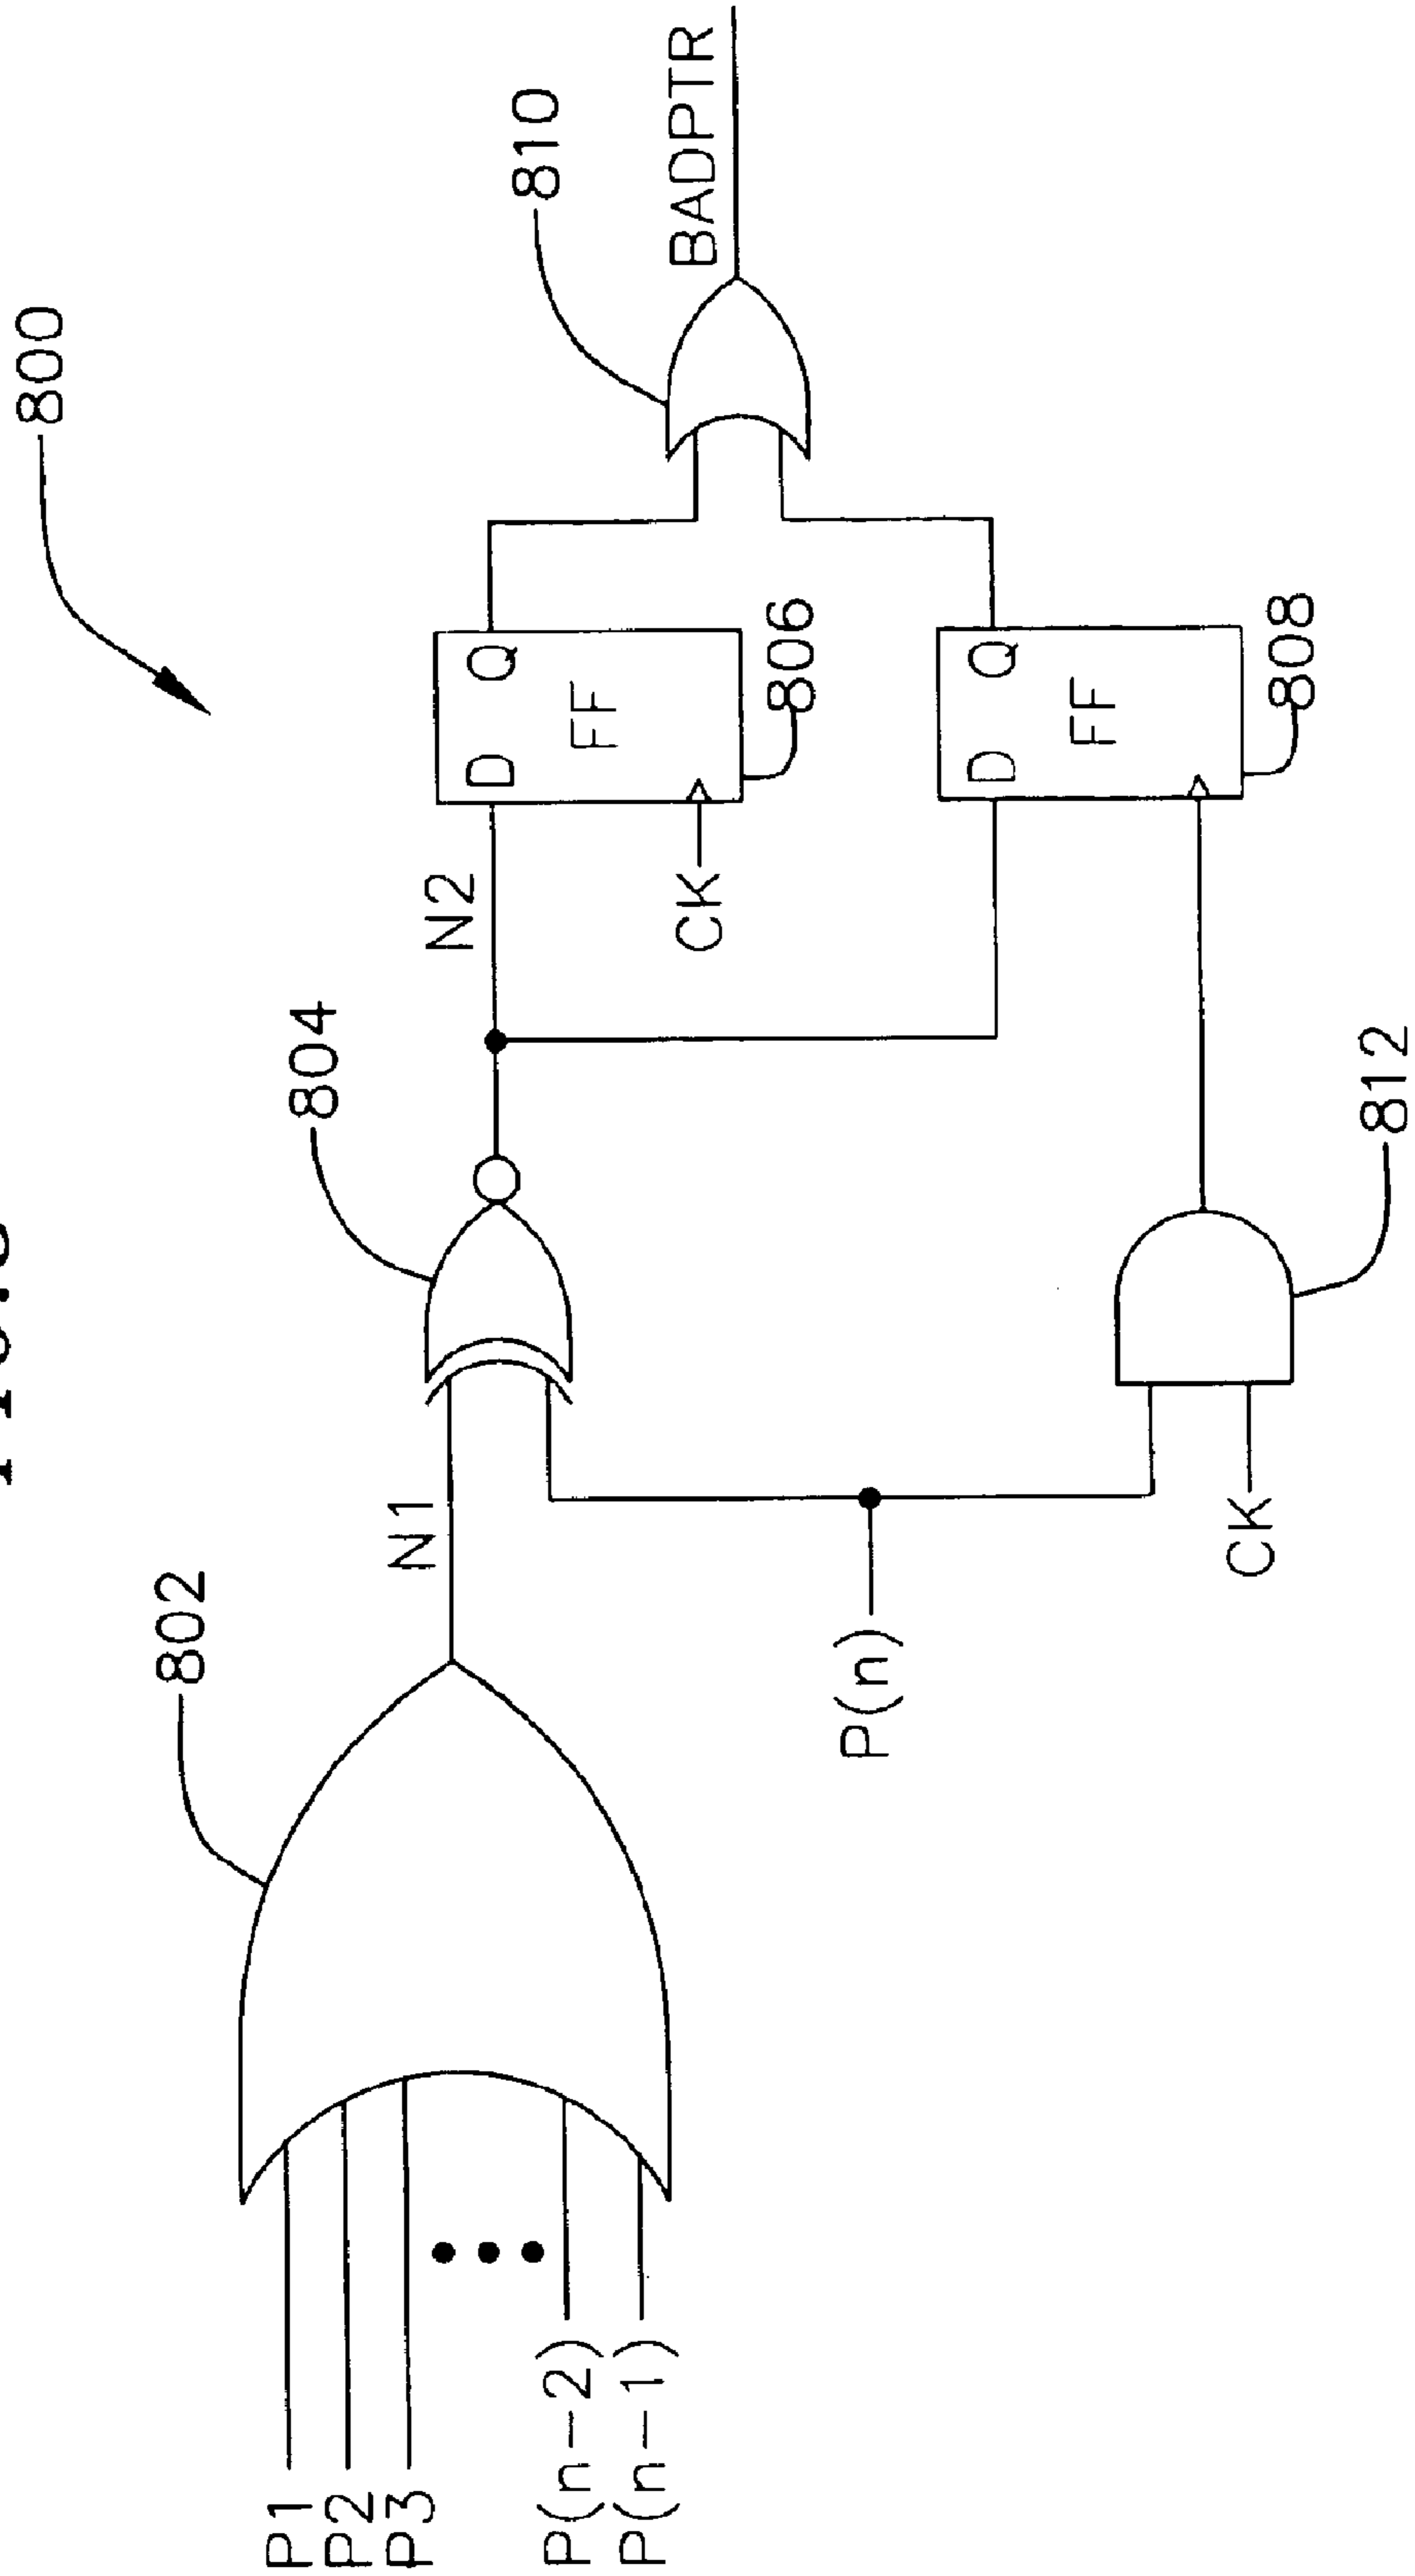 800
802
804
810
P1
P2
P3
P(n-2)
P(n-1)
N1
N2
D Q
FF
CK
806
BADPTR
P(n)
D Q
FF
808
CK
812